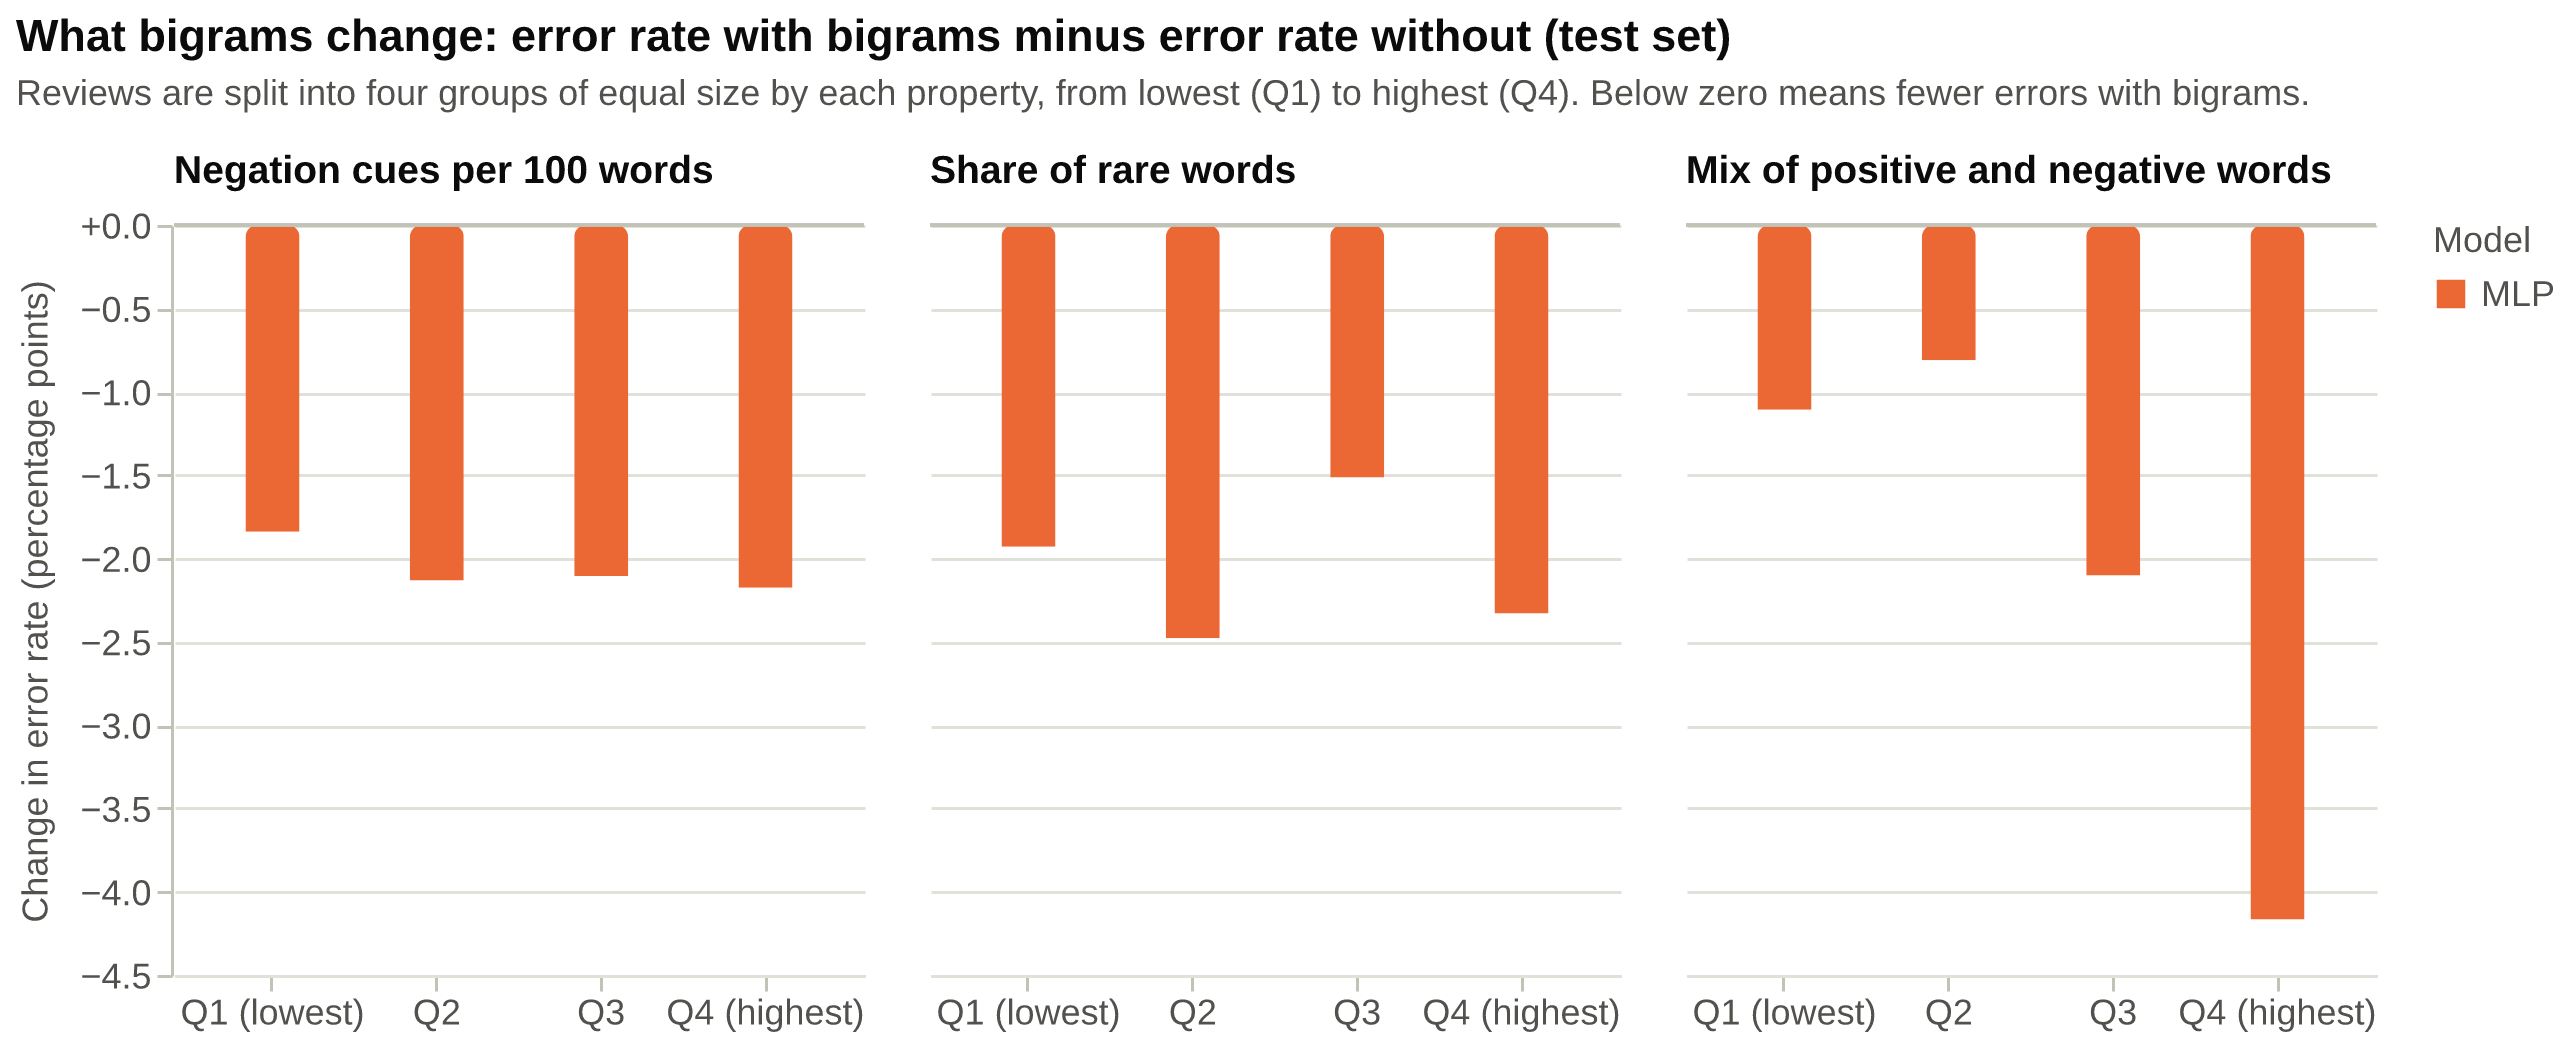 What bigrams change: error rate with bigrams minus error rate without (test set)
Reviews are split into four groups of equal size by each property, from lowest (Q1) to highest (Q4). Below zero means fewer errors with bigrams.
Negation cues per 100 words
Share of rare words
Mix of positive and negative words
Change in error rate (percentage points)
+0.0
−0.5
−1.0
−1.5
−2.0
−2.5
−3.0
−3.5
−4.0
−4.5
Q1 (lowest) Q2 Q3 Q4 (highest)
Q1 (lowest) Q2 Q3 Q4 (highest)
Q1 (lowest) Q2 Q3 Q4 (highest)
Model
MLP